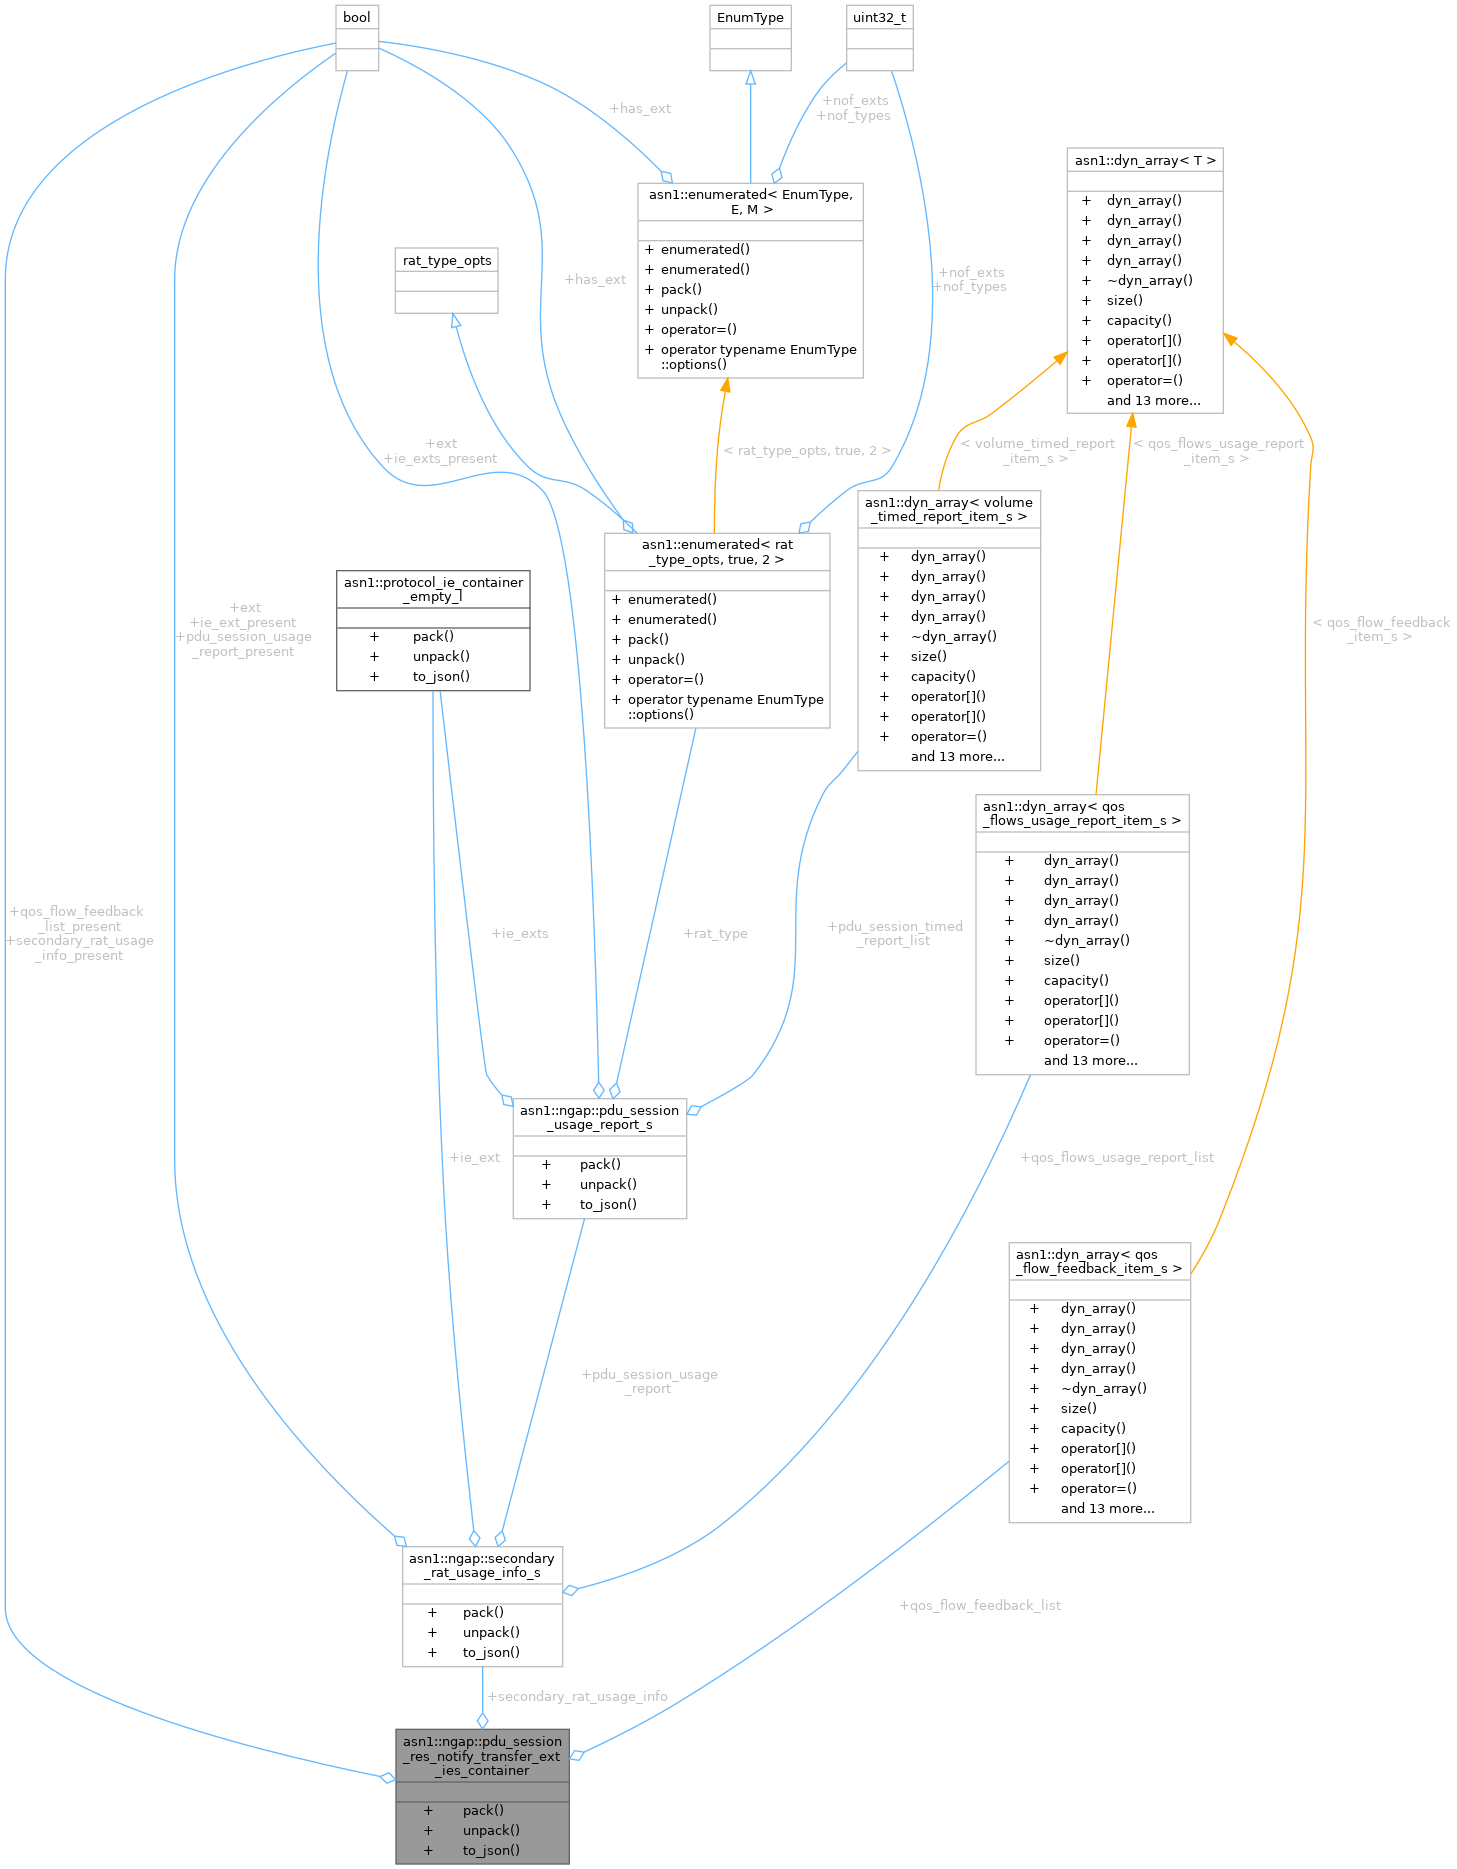 bool
EnumType
uint32_t
+has_ext
+nof_exts
+nof_types
asn1::dyn_array< T >
+ dyn_array()
+ dyn_array()
+ dyn_array()
+ dyn_array()
+ ~dyn_array()
+ size()
+ capacity()
+ operator[]()
+ operator[]()
+ operator=()
and 13 more...
asn1::enumerated< EnumType,
E, M >
+ enumerated()
+ enumerated()
+ pack()
+ unpack()
+ operator=()
+ operator typename EnumType
::options()
rat_type_opts
+has_ext
+nof_exts
+nof_types
+ext
+ie_exts_present
< rat_type_opts, true, 2 >
< volume_timed_report
_item_s >
< qos_flows_usage_report
_item_s >
asn1::dyn_array< volume
_timed_report_item_s >
+ dyn_array()
+ dyn_array()
+ dyn_array()
+ dyn_array()
+ ~dyn_array()
+ size()
+ capacity()
+ operator[]()
+ operator[]()
+ operator=()
and 13 more...
asn1::enumerated< rat
_type_opts, true, 2 >
+ enumerated()
+ enumerated()
+ pack()
+ unpack()
+ operator=()
+ operator typename EnumType
::options()
asn1::protocol_ie_container
_empty_l
+ pack()
+ unpack()
+ to_json()
+ext
+ie_ext_present
+pdu_session_usage
_report_present
< qos_flow_feedback
_item_s >
asn1::dyn_array< qos
_flows_usage_report_item_s >
+ dyn_array()
+ dyn_array()
+ dyn_array()
+ dyn_array()
+ ~dyn_array()
+ size()
+ capacity()
+ operator[]()
+ operator[]()
+ operator=()
and 13 more...
+qos_flow_feedback
_list_present
+secondary_rat_usage
_info_present
+ie_exts
+rat_type
+pdu_session_timed
_report_list
asn1::ngap::pdu_session
_usage_report_s
+ pack()
+ unpack()
+ to_json()
+ie_ext
+qos_flows_usage_report_list
asn1::dyn_array< qos
_flow_feedback_item_s >
+ dyn_array()
+ dyn_array()
+ dyn_array()
+ dyn_array()
+ ~dyn_array()
+ size()
+ capacity()
+ operator[]()
+ operator[]()
+ operator=()
and 13 more...
+pdu_session_usage
_report
asn1::ngap::secondary
_rat_usage_info_s
+ pack()
+ unpack()
+ to_json()
+qos_flow_feedback_list
+secondary_rat_usage_info
asn1::ngap::pdu_session
_res_notify_transfer_ext
_ies_container
+ pack()
+ unpack()
+ to_json()